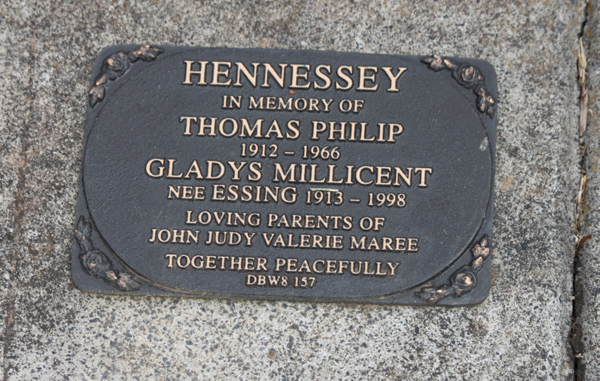 HENNESSEY
IN MEMORY OF
THOMAS PHILIP
1912 – 1966
GLADYS MILLICENT
NEE ESSING 1913 – 1998
LOVING PARENTS OF
JOHN JUDY VALERIE MAREE
TOGETHER PEACEFULLY
DBW8 157